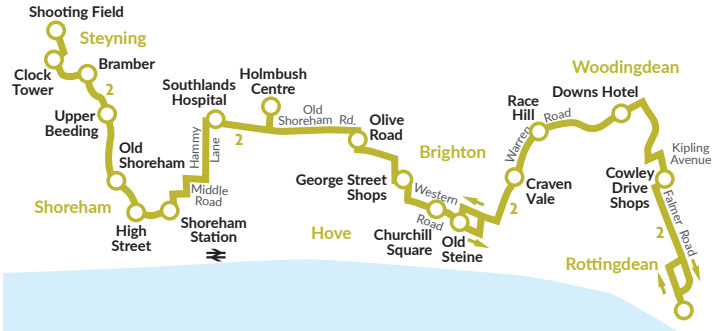 Shooting Field
Steyning
Clock
Tower
Bramber
2
Upper
Beeding
Old
Shoreham
Shoreham
High
Street
Shoreham
Station
Middle
Road
Hammy
Lane
Southlands
Hospital
Holmbush
Centre
2
Old
Shoreham Rd.
Olive
Road
George Street
Shops
Hove
Western
Road
Churchill
Square
Old
Steine
Brighton
2
Craven
Vale
Warren Road
Race
Hill
Downs Hotel
Woodingdean
Kipling
Avenue
Cowley
Drive
Shops
Falmer Road
2
Rottingdean